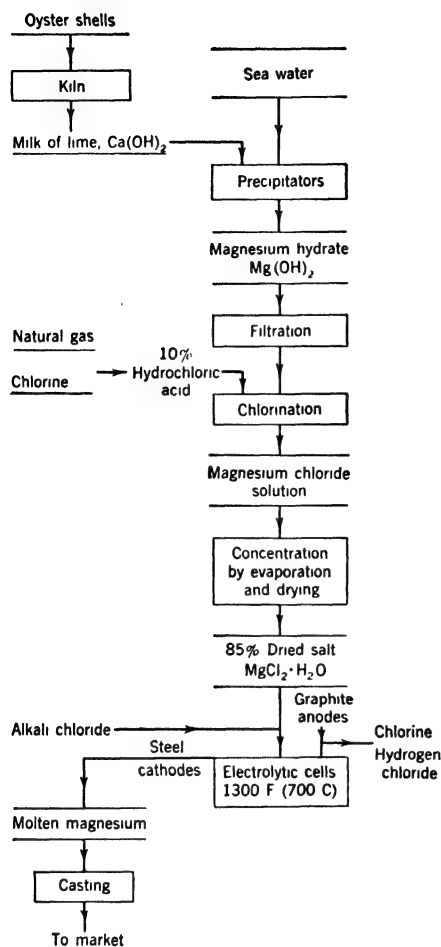 Oyster shells
Kiln
Milk of lime, Ca(OH)₂
Sea water
Precipitators
Magnesium hydrate
Mg(OH)₂
Filtration
Natural gas
Chlorine
10%
Hydrochloric
acid
Chlorination
Magnesium chloride
solution
Concentration
by evaporation
and drying
85% Dried salt
MgCl₂·H₂O
Graphite
anodes
Alkali chloride
Chlorine
Hydrogen
chloride
Steel
cathodes
Electrolytic cells
1300 F (700 C)
Molten magnesium
Casting
To market